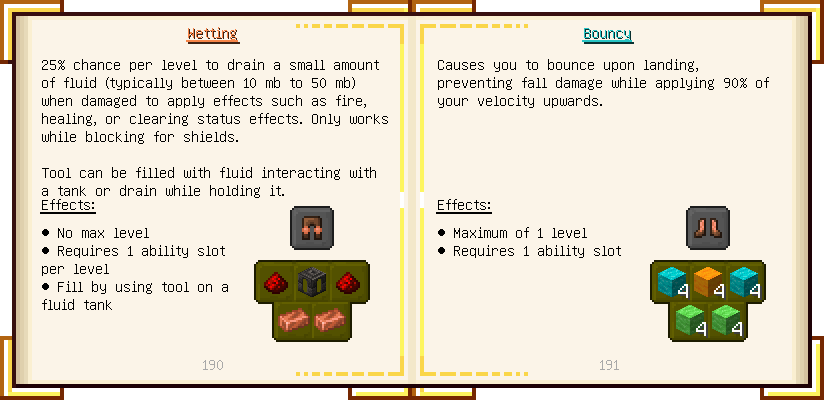 Wetting
25% chance per level to drain a small amount
of fluid (typically between 10 mb to 50 mb)
when damaged to apply effects such as fire,
healing, or clearing status effects. Only works
while blocking for shields.
Tool can be filled with fluid interacting with
a tank or drain while holding it.
Effects:
● No max level
● Requires 1 ability slot
per level
● Fill by using tool on a
fluid tank
190
Bouncy
Causes you to bounce upon landing,
preventing fall damage while applying 90% of
your velocity upwards.
Effects:
● Maximum of 1 level
● Requires 1 ability slot
4 4 4
4 4
191